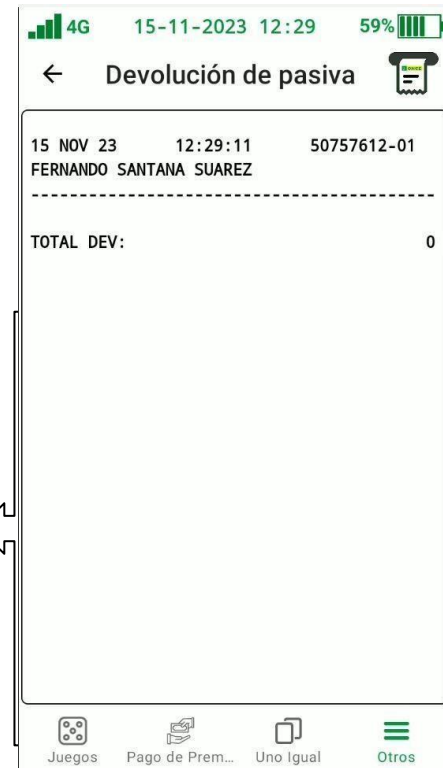 4G 15-11-2023 12:29 59%
Devolución de pasiva
15 NOV 23 12:29:11 50757612-01
FERNANDO SANTANA SUAREZ
------------------------------------------
TOTAL DEV: 0
Juegos Pago de Prem... Uno Igual Otros